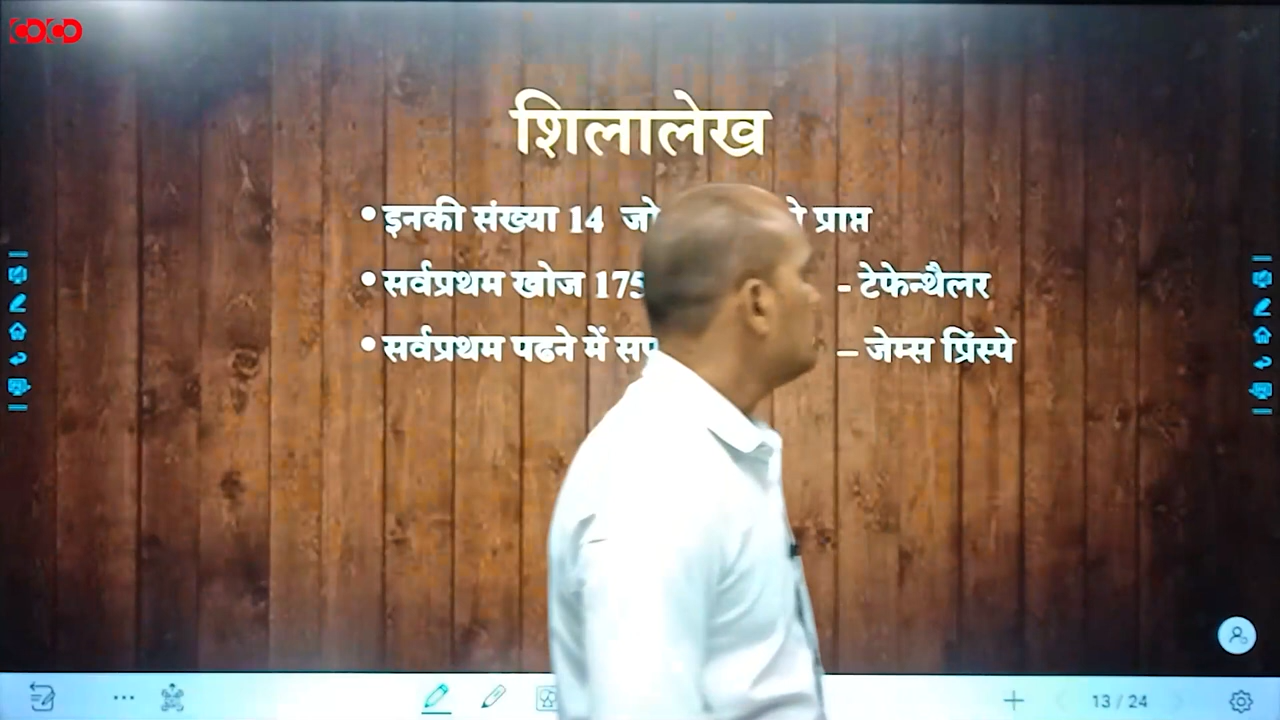 शिलालेख
• इनकी संख्या 14 जो प्राप्त
• सर्वप्रथम खोज 175 - टेफेन्थैलर
• सर्वप्रथम पढने में – जेम्स प्रिंस्पे
13 / 24